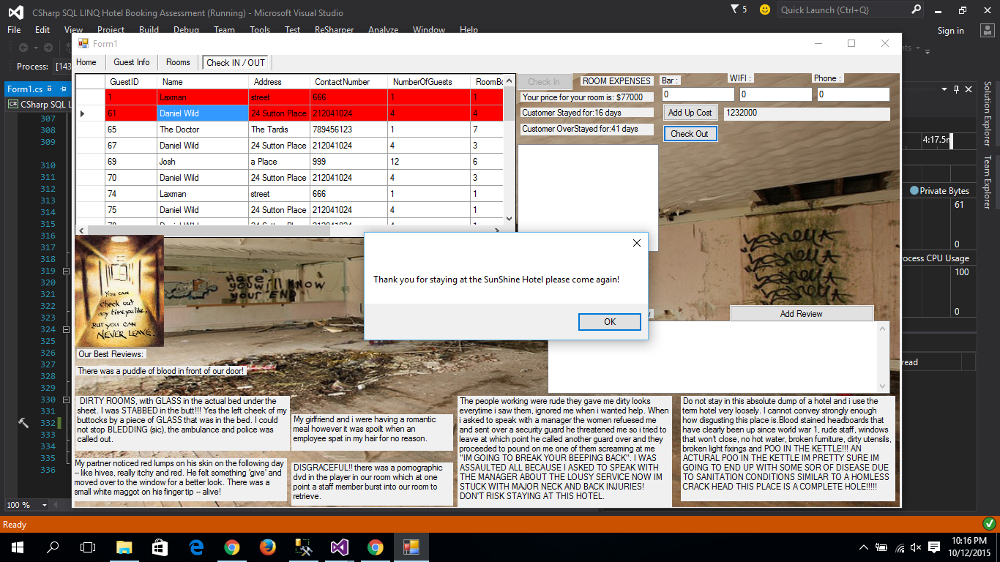 CSharp SQL LINQ Hotel Booking Assessment (Running) - Microsoft Visual Studio
5
Quick Launch (Ctrl+Q)
File Edit View Project Build Debug Team Tools Test ReSharper Analyze Window Help
Sign in
Process: [143
Form1.cs
CSharp SQL L
307
308
309
310
311
312
313
314
315
316
317
318
319
320
321
322
323
324
325
326
327
328
329
330
331
332
333
334
335
336
100 %
Form1
Home Guest Info Rooms Check IN / OUT
GuestID Name Address ContactNumber NumberOfGuests RoomBo
1 Laxman street 666 1 1
61 Daniel Wild 24 Sutton Place 212041024 4 4
65 The Doctor The Tardis 789456123 1 7
67 Daniel Wild 24 Sutton Place 212041024 4 3
69 Josh a Place 999 12 6
70 Daniel Wild 24 Sutton Place 212041024 4 3
74 Laxman street 666 1 1
75 Daniel Wild 24 Sutton Place 212041024 4 1
Check In
ROOM EXPENSES
Bar : WIFI : Phone :
0 0 0
Your price for your room is: $77000
Customer Stayed for:16 days
Add Up Cost
1232000
Customer OverStayed for:41 days
Check Out
Thank you for staying at the SunShine Hotel please come again!
OK
Add Review
Here
you'll KNOW
your END
YOU CAN
check out
any time you like,
BUT YOU CAN
NEVER LEAVE.
Our Best Reviews:
There was a puddle of blood in front of our door!
DIRTY ROOMS, with GLASS in the actual bed under the
sheet. I was STABBED in the butt!!! Yes the left cheek of my
buttocks by a piece of GLASS that was in the bed. I could
not stop BLEDDING (sic), the ambulance and police was
called out.
My partner noticed red lumps on his skin on the following day
-- like hives, really itchy and red. He felt something 'give' and
moved over to the window for a better look. There was a
small white maggot on his finger tip -- alive!
My girlfriend and i were having a romantic
meal however it was spoilt when an
employee spat in my hair for no reason.
DISGRACEFUL!! there was a pornographic
dvd in the player in our room which at one
point a staff member burst into our room to
retrieve.
The people working were rude they gave me dirty looks
everytime i saw them, ignored me when i wanted help. When
i asked to speak with a manager the women refuesed me
and sent over a security guard he threatened me so i tried to
leave at which point he called another guard over and they
proceeded to pound on me one of them screaming at me
"IM GOING TO BREAK YOUR BEEPING BACK". I WAS
ASSAULTED ALL BECAUSE I ASKED TO SPEAK WITH
THE MANAGER ABOUT THE LOUSY SERVICE NOW IM
STUCK WITH MAJOR NECK AND BACK INJURIES!
DON'T RISK STAYING AT THIS HOTEL.
Do not stay in this absolute dump of a hotel and i use the
term hotel very loosely. I cannot convey strongly enough
how disgusting this place is.Blood stained headboards that
have clearly been up since world war 1, rude staff, windows
that won't close, no hot water, broken furniture, dirty utensils,
broken light fixings and POO IN THE KETTLE!!! AN
ACTURAL POO IN THE KETTLE IM PRETTY SURE IM
GOING TO END UP WITH SOME SOR OF DISEASE DUE
TO SANITATION CONDITIONS SIMILAR TO A HOMLESS
CRACK HEAD THIS PLACE IS A COMPLETE HOLE!!!!!
Solution Explorer
Team Explorer
4:17.5m
Private Bytes
61
0
rocess CPU Usage
100
0
read
Ready
10:16 PM
10/12/2015